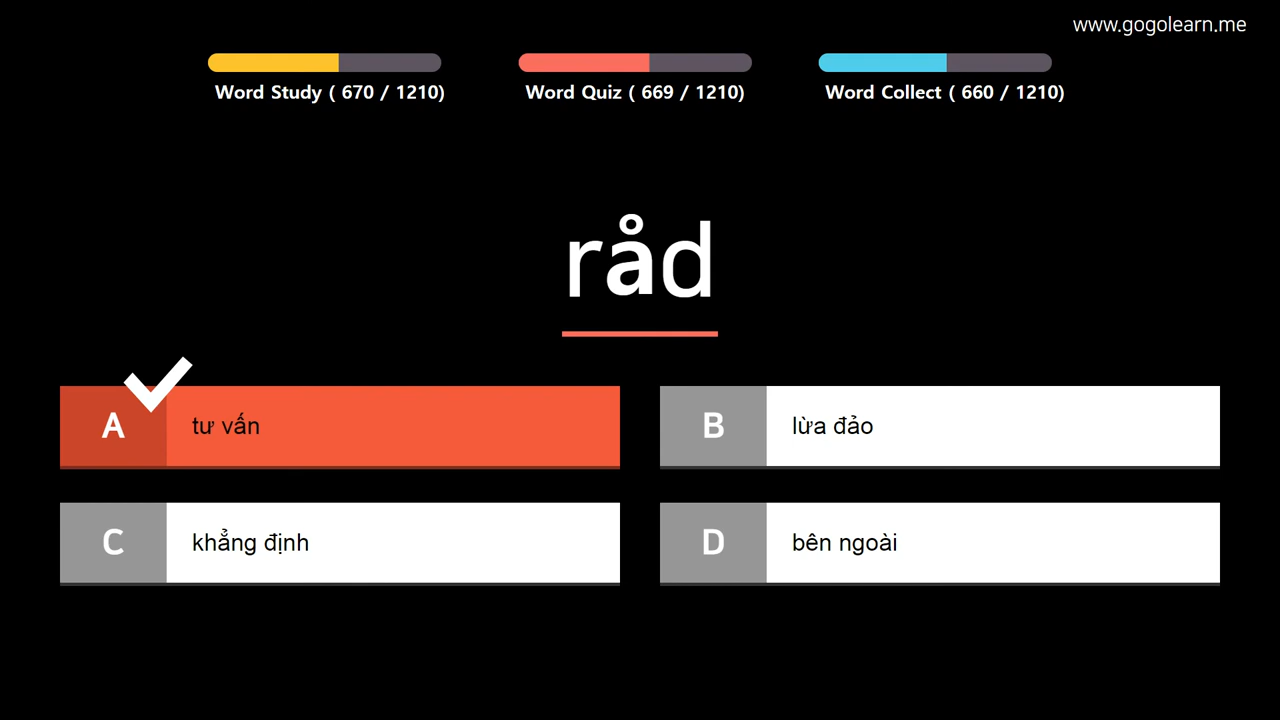 www.gogolearn.me
Word Study ( 670 / 1210)
Word Quiz ( 669 / 1210)
Word Collect ( 660 / 1210)
råd
A tư vấn
B lừa đảo
C khẳng định
D bên ngoài